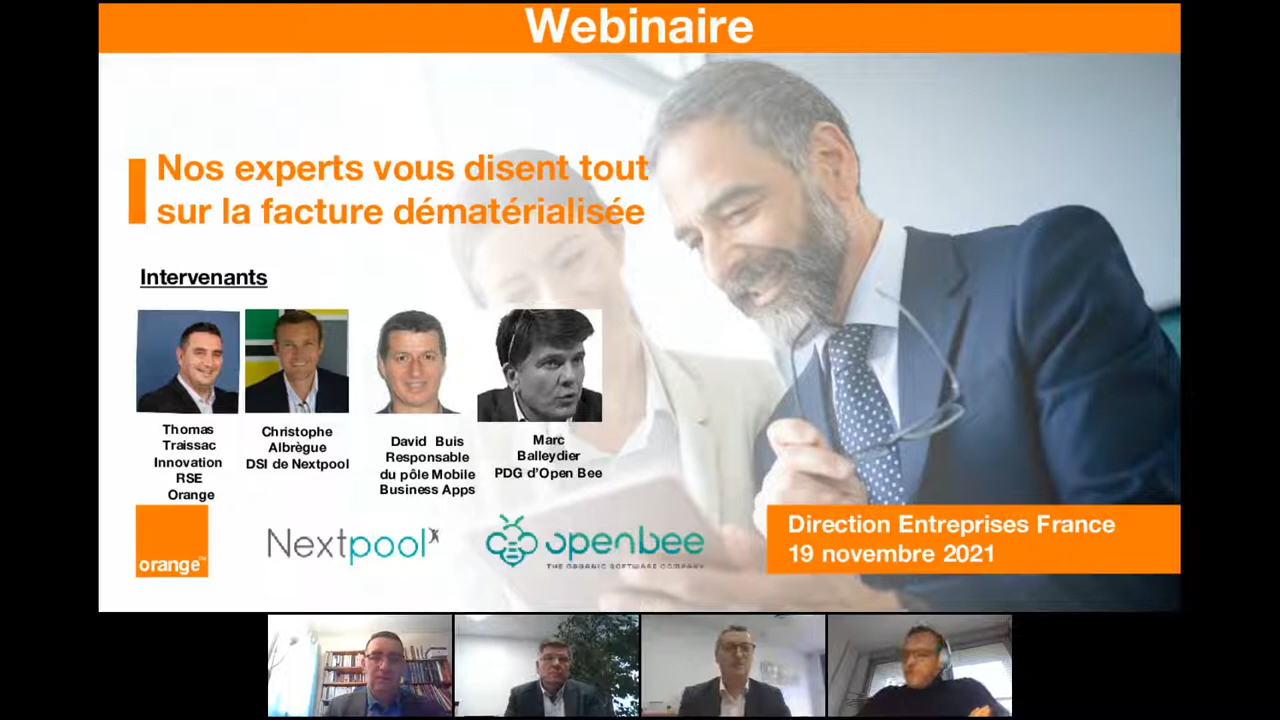 Webinaire
Nos experts vous disent tout
sur la facture dématérialisée
Intervenants
Thomas
Traissac
Innovation
RSE
Orange
Christophe
Albrègue
DSI de Nextpool
David Buis
Responsable
du pôle Mobile
Business Apps
Marc
Balleydier
PDG d'Open Bee
orange™
Nextpool
openbee
THE ORGANIC SOFTWARE COMPANY
Direction Entreprises France
19 novembre 2021